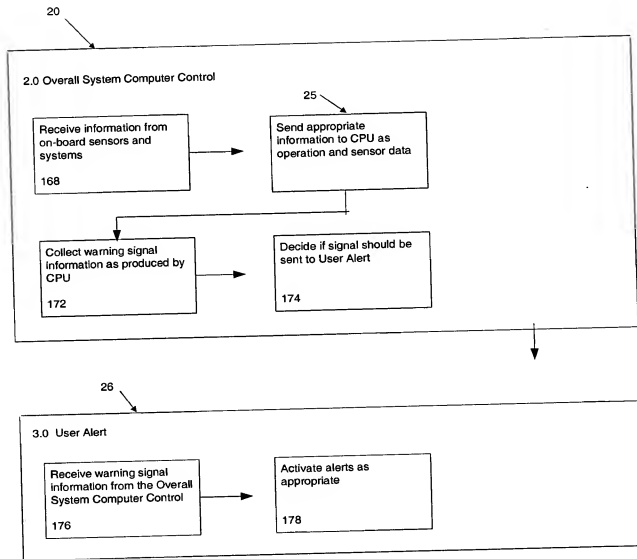 20
2.0 Overall System Computer Control
25
Receive information from
on-board sensors and
systems
168
Send appropriate
information to CPU as
operation and sensor data
Collect warning signal
information as produced by
CPU
172
Decide if signal should be
sent to User Alert
174
26
3.0 User Alert
Receive warning signal
information from the Overall
System Computer Control
176
Activate alerts as
appropriate
178